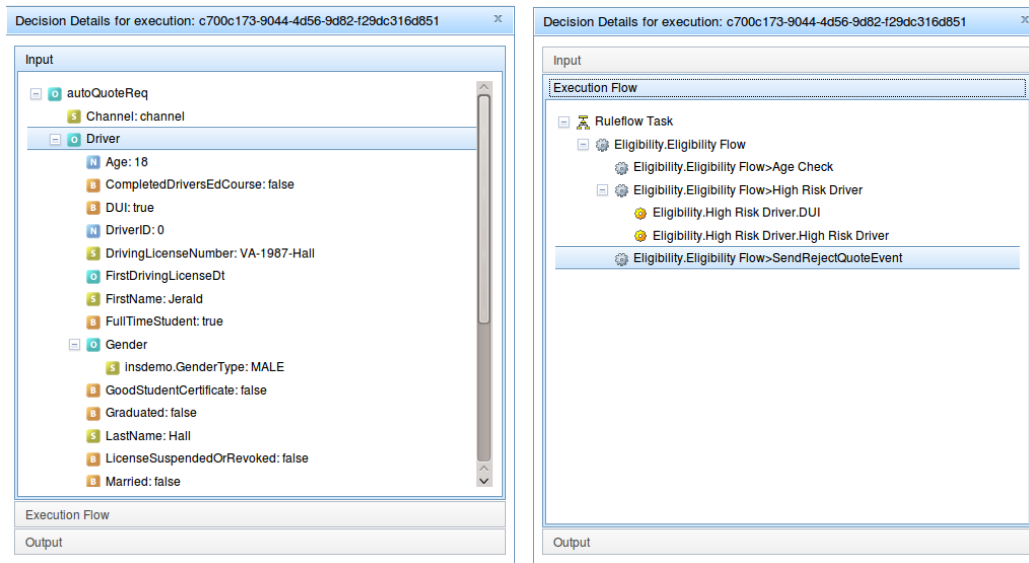 Decision Details for execution: c700c173-9044-4d56-9d82-f29dc316d851 x
Input
autoQuoteReq
S Channel: channel
O Driver
N Age: 18
B CompletedDriversEdCourse: false
B DUI: true
N DriverID: 0
S DrivingLicenseNumber: VA-1987-Hall
O FirstDrivingLicenseDt
S FirstName: Jerald
B FullTimeStudent: true
O Gender
S insdemo.GenderType: MALE
B GoodStudentCertificate: false
B Graduated: false
S LastName: Hall
B LicenseSuspendedOrRevoked: false
B Married: false
Execution Flow
Output
Decision Details for execution: c700c173-9044-4d56-9d82-f29dc316d851 x
Input
Execution Flow
Ruleflow Task
Eligibility.Eligibility Flow
Eligibility.Eligibility Flow>Age Check
Eligibility.Eligibility Flow>High Risk Driver
Eligibility.High Risk Driver.DUI
Eligibility.High Risk Driver.High Risk Driver
Eligibility.Eligibility Flow>SendRejectQuoteEvent
Output